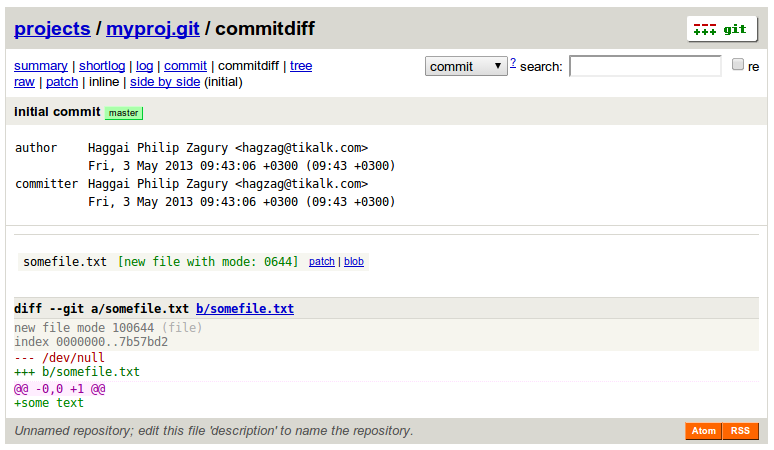 projects / myproj.git / commitdiff
git
summary | shortlog | log | commit | commitdiff | tree
commit ? search: re
raw | patch | inline | side by side (initial)
initial commit master
author Haggai Philip Zagury <hagzag@tikalk.com>
Fri, 3 May 2013 09:43:06 +0300 (09:43 +0300)
committer Haggai Philip Zagury <hagzag@tikalk.com>
Fri, 3 May 2013 09:43:06 +0300 (09:43 +0300)
somefile.txt [new file with mode: 0644] patch | blob
diff --git a/somefile.txt b/somefile.txt
new file mode 100644 (file)
index 0000000..7b57bd2
--- /dev/null
+++ b/somefile.txt
@@ -0,0 +1 @@
+some text
Unnamed repository; edit this file 'description' to name the repository.
Atom RSS